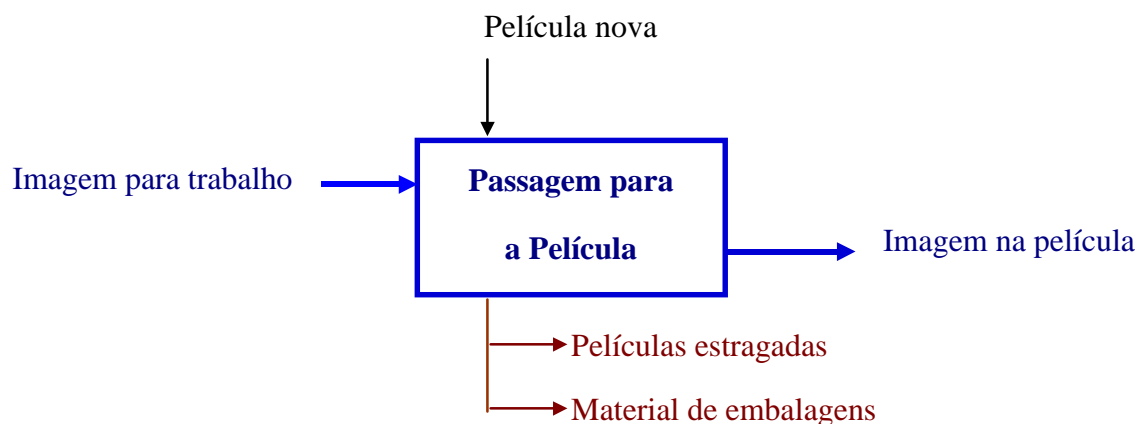 Película nova
Imagem para trabalho
Passagem para
a Película
Imagem na película
Películas estragadas
Material de embalagens